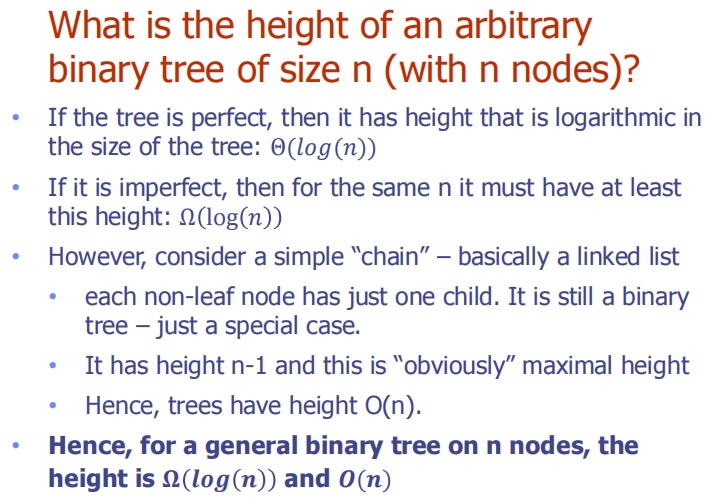 What is the height of an arbitrary
binary tree of size n (with n nodes)?
• If the tree is perfect, then it has height that is logarithmic in
the size of the tree: Θ(log(n))
• If it is imperfect, then for the same n it must have at least
this height: Ω(log(n))
• However, consider a simple “chain” – basically a linked list
• each non-leaf node has just one child. It is still a binary
tree – just a special case.
• It has height n-1 and this is “obviously” maximal height
• Hence, trees have height O(n).
• Hence, for a general binary tree on n nodes, the
height is Ω(log(n)) and O(n)